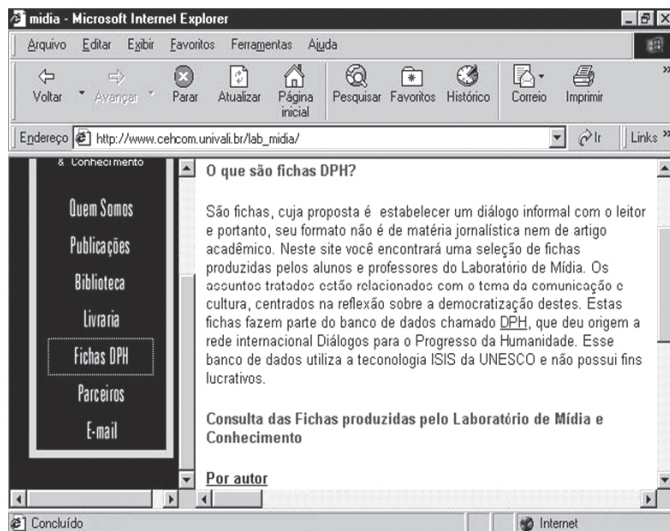 midia - Microsoft Internet Explorer
Arquivo Editar Exibir Favoritos Ferramentas Ajuda
Voltar Avançar Parar Atualizar Página inicial Pesquisar Favoritos Histórico Correio Imprimir
Endereço http://www.cehcom.univali.br/lab_midia/ Ir Links
& Conhecimento
Quem Somos
Publicações
Biblioteca
Livraria
Fichas DPH
Parceiros
E-mail
O que são fichas DPH?
São fichas, cuja proposta é estabelecer um diálogo informal com o leitor
e portanto, seu formato não é de matéria jornalística nem de artigo
acadêmico. Neste site você encontrará uma seleção de fichas
produzidas pelos alunos e professores do Laboratório de Mídia. Os
assuntos tratados estão relacionados com o tema da comunicação e
cultura, centrados na reflexão sobre a democratização destes. Estas
fichas fazem parte do banco de dados chamado DPH, que deu origem a
rede internacional Diálogos para o Progresso da Humanidade. Esse
banco de dados utiliza a teconologia ISIS da UNESCO e não possui fins
lucrativos.
Consulta das Fichas produzidas pelo Laboratório de Mídia e
Conhecimento
Por autor
Concluído Internet